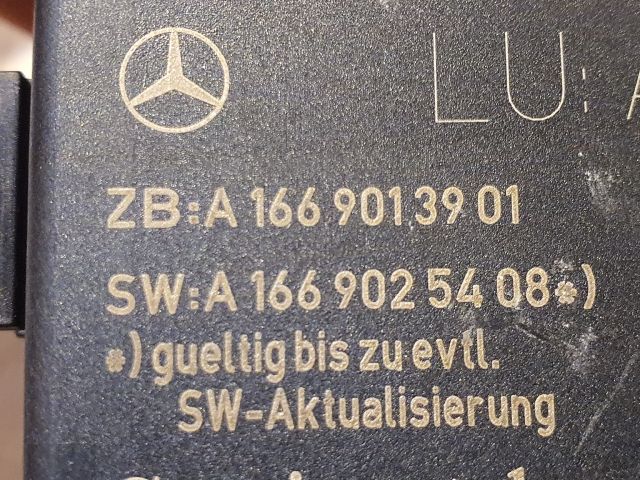 LU:
ZB:A 166 901 39 01
SW:A 166 902 54 08*)
*)gueltig bis zu evtl.
SW-Aktualisierung